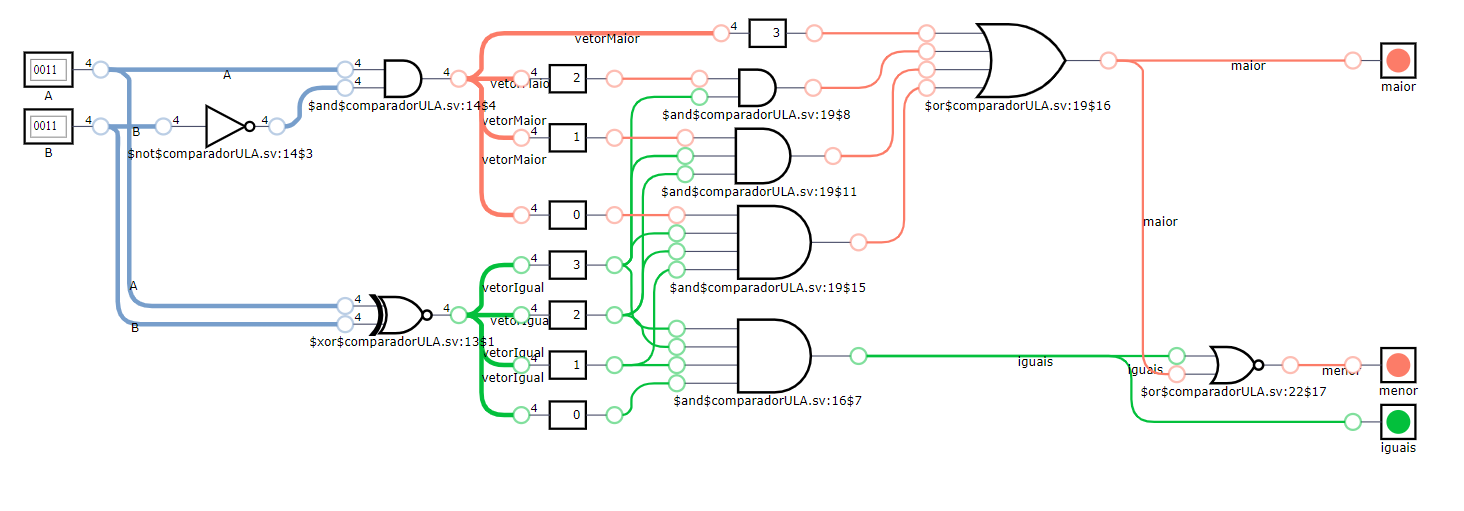 4
vetorMaior
3
0011
4
A
4
A
4
4
4
vetorMaior
2
maior
maior
$and$comparadorULA.sv:14$4
$and$comparadorULA.sv:19$8
$or$comparadorULA.sv:19$16
0011
4
B
4
B
4
vetorMaior
4
1
$not$comparadorULA.sv:14$3
vetorMaior
$and$comparadorULA.sv:19$11
4
0
maior
4
3
A
vetorIgual
$and$comparadorULA.sv:19$15
4
4
4
2
B
4
vetorIgual
$xor$comparadorULA.sv:13$1
vetorIgual
4
1
iguais
iguais
menor
vetorIgual
$and$comparadorULA.sv:16$7
$or$comparadorULA.sv:22$17
menor
4
0
iguais